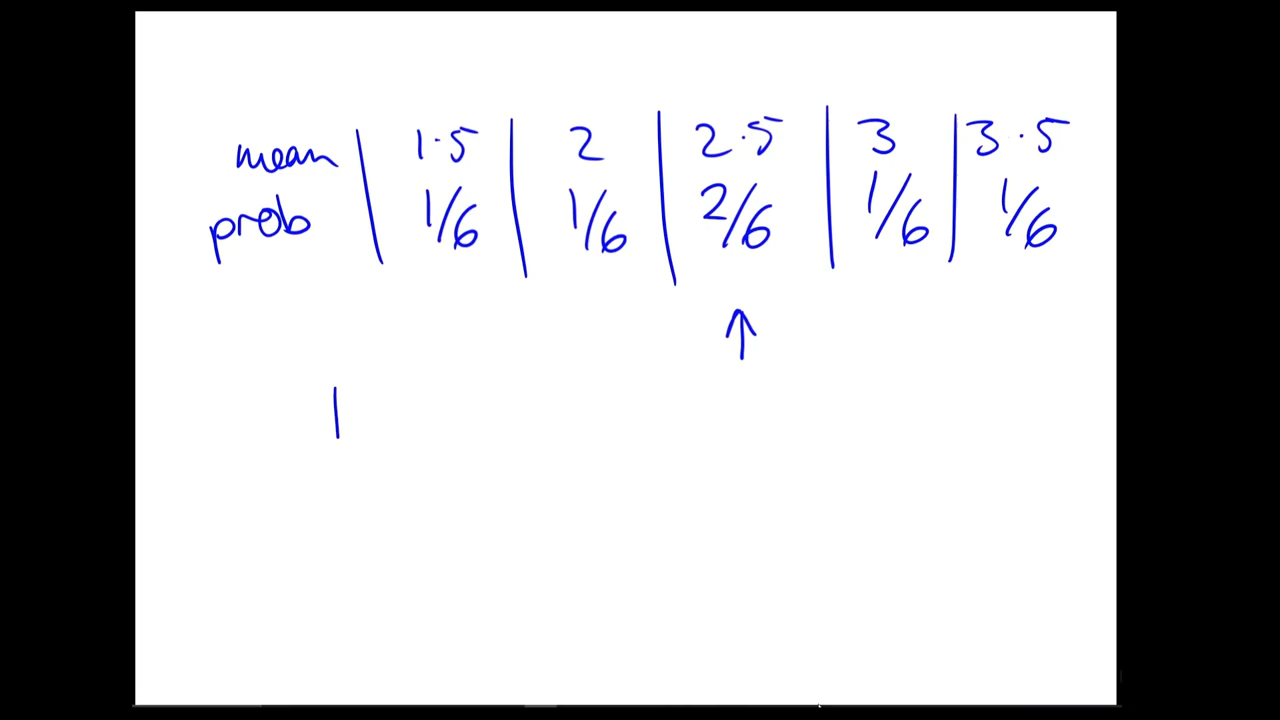 mean | 1.5 | 2 | 2.5 | 3 | 3.5
prob | 1/6 | 1/6 | 2/6 | 1/6 | 1/6
↑
|